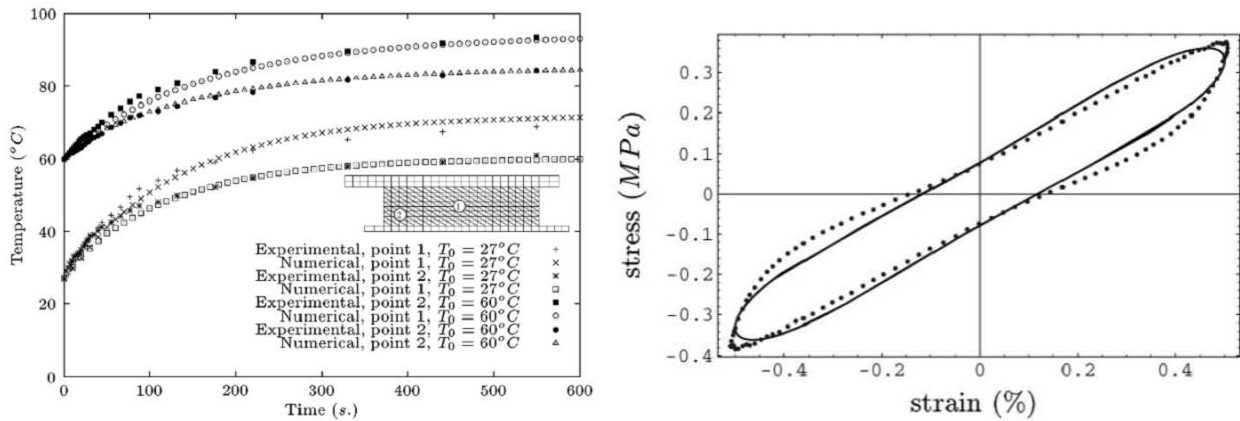 100
80
60
40
20
0
Temperature (°C)
0 100 200 300 400 500 600
Time (s.)
1
2
Experimental, point 1, T₀ = 27°C
Numerical, point 1, T₀ = 27°C
Experimental, point 2, T₀ = 27°C
Numerical, point 1, T₀ = 27°C
Experimental, point 2, T₀ = 60°C
Numerical, point 1, T₀ = 60°C
Experimental, point 2, T₀ = 60°C
Numerical, point 2, T₀ = 60°C
0.3
0.2
0.1
0
-0.1
-0.2
-0.3
-0.4
stress (MPa)
-0.4 -0.2 0 0.2 0.4
strain (%)